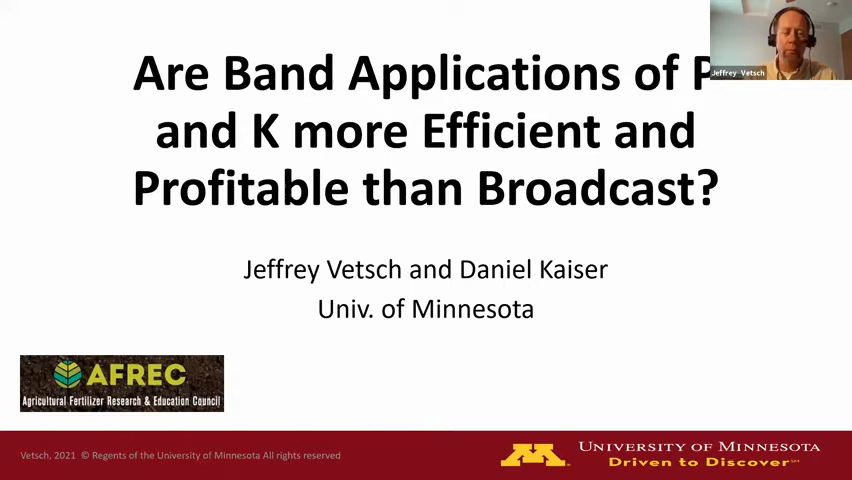 Are Band Applications of P
and K more Efficient and
Profitable than Broadcast?
Jeffrey Vetsch
Jeffrey Vetsch and Daniel Kaiser
Univ. of Minnesota
AFREC
Agricultural Fertilizer Research & Education Council
Vetsch, 2021 © Regents of the University of Minnesota All rights reserved
UNIVERSITY OF MINNESOTA
Driven to Discover℠